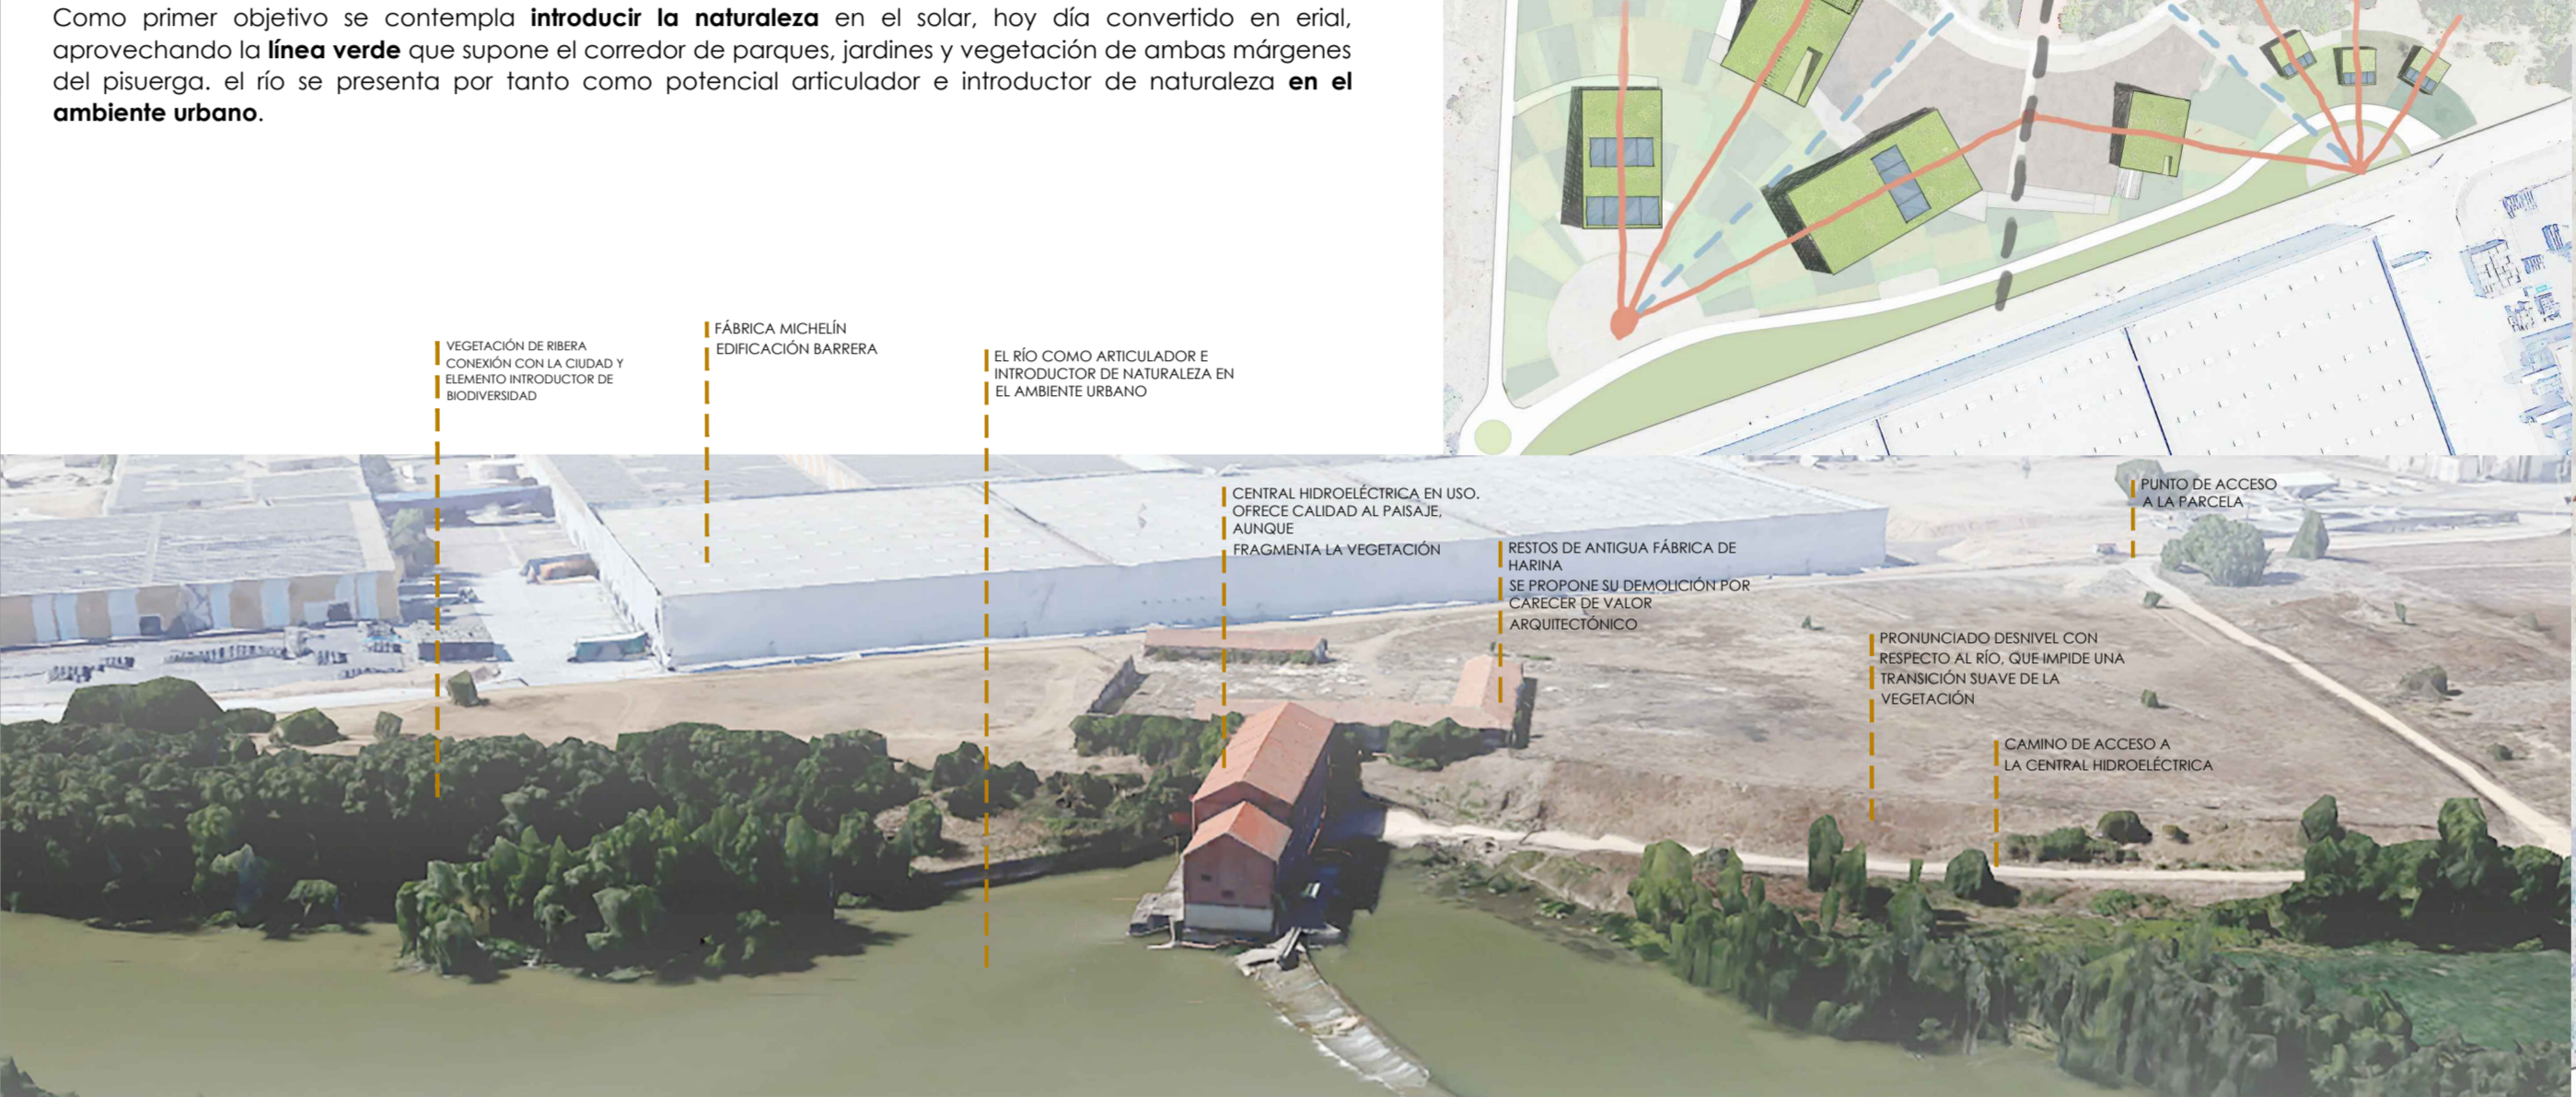 Como primer objetivo se contempla introducir la naturaleza en el solar, hoy día convertido en erial,
aprovechando la línea verde que supone el corredor de parques, jardines y vegetación de ambas márgenes
del pisuerga. el río se presenta por tanto como potencial articulador e introductor de naturaleza en el
ambiente urbano.
VEGETACIÓN DE RIBERA
CONEXIÓN CON LA CIUDAD Y
ELEMENTO INTRODUCTOR DE
BIODIVERSIDAD
FÁBRICA MICHELÍN
EDIFICACIÓN BARRERA
EL RÍO COMO ARTICULADOR E
INTRODUCTOR DE NATURALEZA EN
EL AMBIENTE URBANO
CENTRAL HIDROELÉCTRICA EN USO.
OFRECE CALIDAD AL PAISAJE,
AUNQUE
FRAGMENTA LA VEGETACIÓN
RESTOS DE ANTIGUA FÁBRICA DE
HARINA
SE PROPONE SU DEMOLICIÓN POR
CARECER DE VALOR
ARQUITECTÓNICO
PUNTO DE ACCESO
A LA PARCELA
PRONUNCIADO DESNIVEL CON
RESPECTO AL RÍO, QUE IMPIDE UNA
TRANSICIÓN SUAVE DE LA
VEGETACIÓN
CAMINO DE ACCESO A
LA CENTRAL HIDROELÉCTRICA